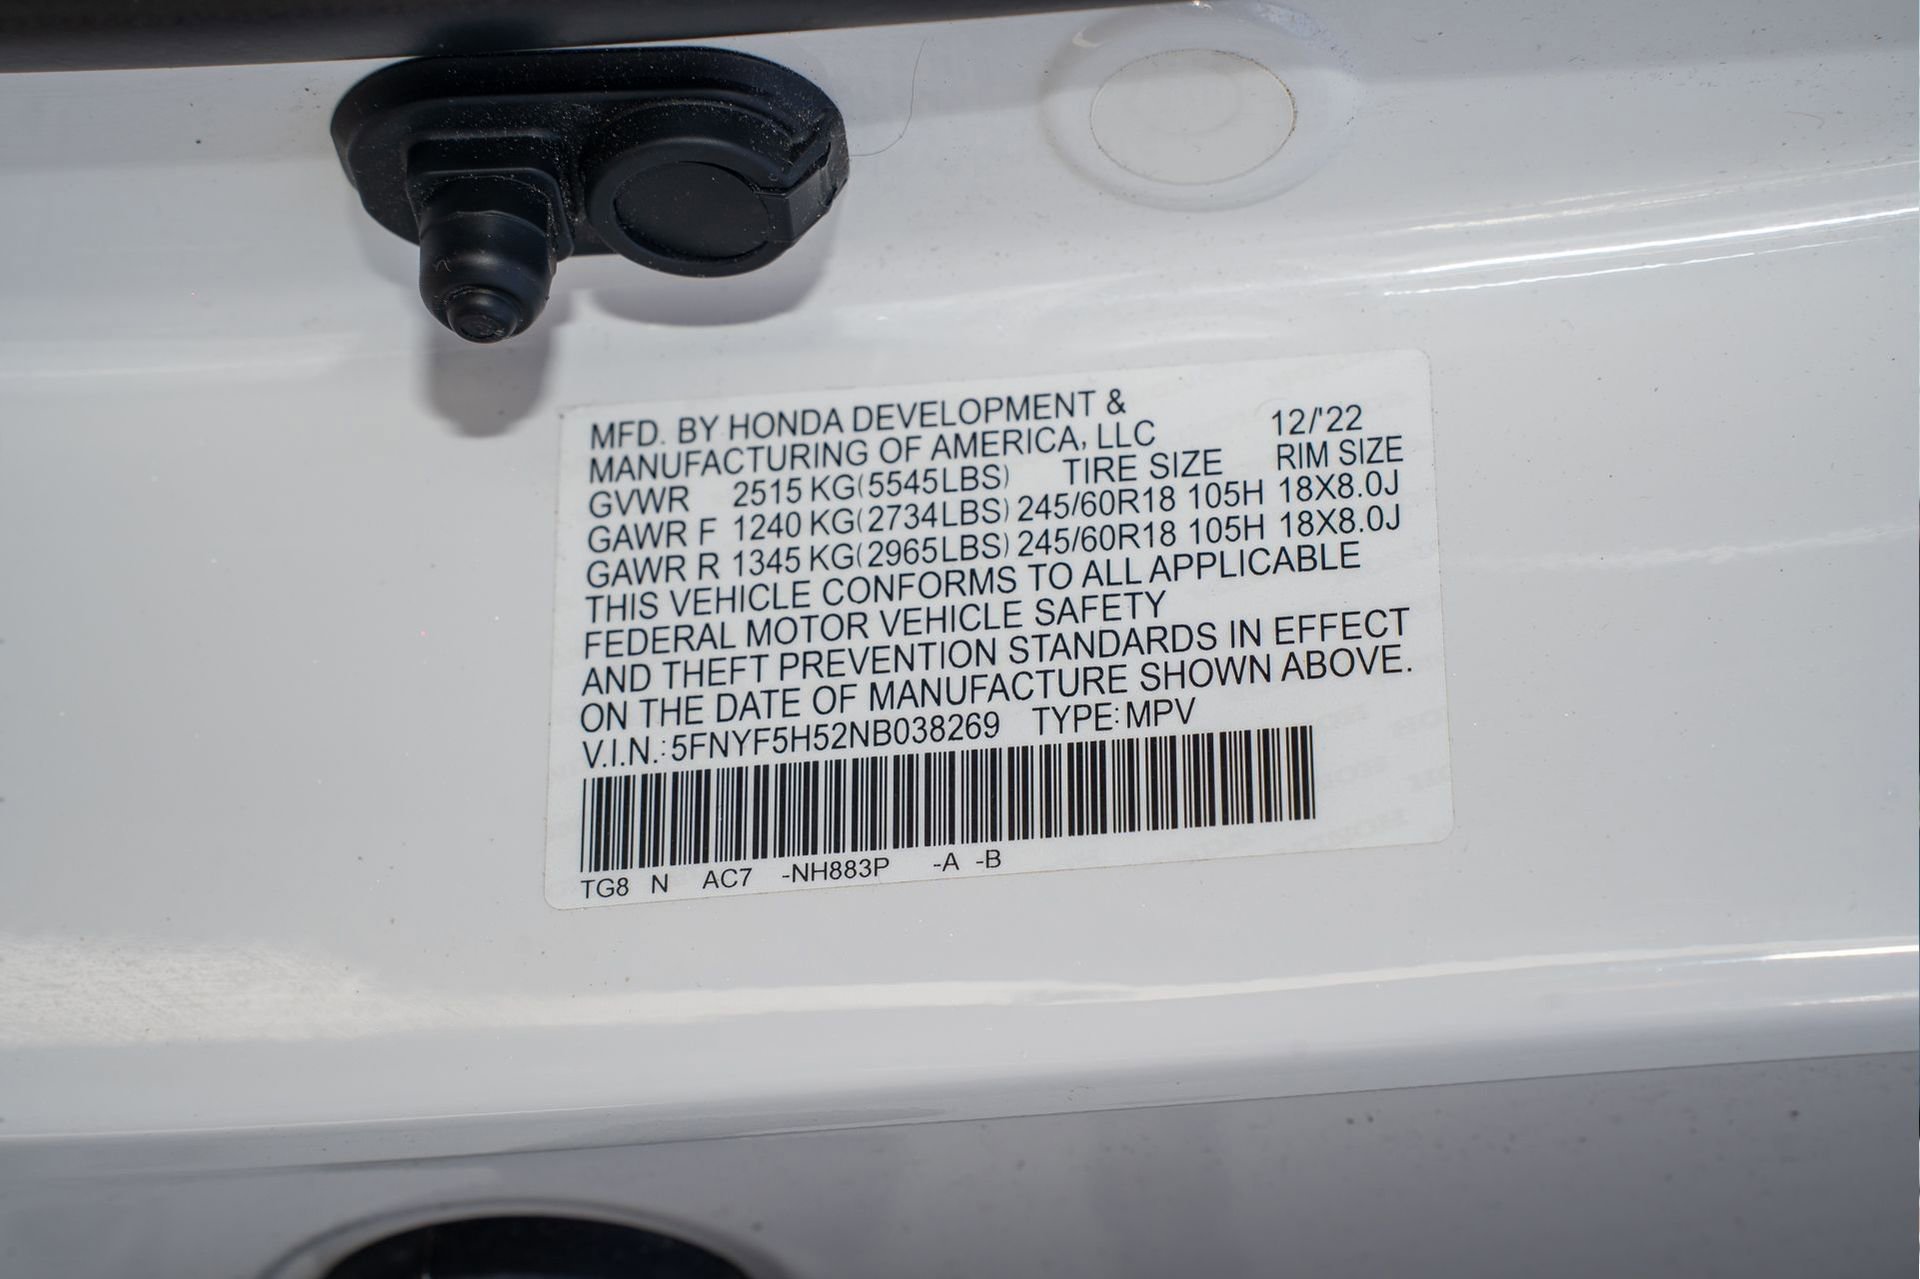 MFD. BY HONDA DEVELOPMENT &
MANUFACTURING OF AMERICA, LLC 12/'22
GVWR 2515 KG(5545LBS) TIRE SIZE RIM SIZE
GAWR F 1240 KG(2734LBS) 245/60R18 105H 18X8.0J
GAWR R 1345 KG(2965LBS) 245/60R18 105H 18X8.0J
THIS VEHICLE CONFORMS TO ALL APPLICABLE
FEDERAL MOTOR VEHICLE SAFETY
AND THEFT PREVENTION STANDARDS IN EFFECT
ON THE DATE OF MANUFACTURE SHOWN ABOVE.
V.I.N.: 5FNYF5H52NB038269 TYPE: MPV
TG8 N AC7 -NH883P -A -B